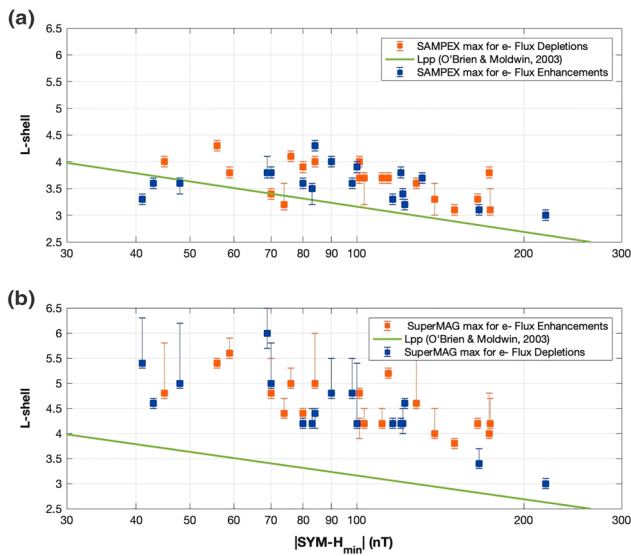 (a)
6.5
6
5.5
5
4.5
4
3.5
3
2.5
L-shell
SAMPEX max for e- Flux Depletions
Lpp (O'Brien & Moldwin, 2003)
SAMPEX max for e- Flux Enhancements
30 40 50 60 70 80 90 100 200 300
(b)
6.5
6
5.5
5
4.5
4
3.5
3
2.5
L-shell
SuperMAG max for e- Flux Enhancements
Lpp (O'Brien & Moldwin, 2003)
SuperMAG max for e- Flux Depletions
30 40 50 60 70 80 90 100 200 300
|SYM-Hmin| (nT)